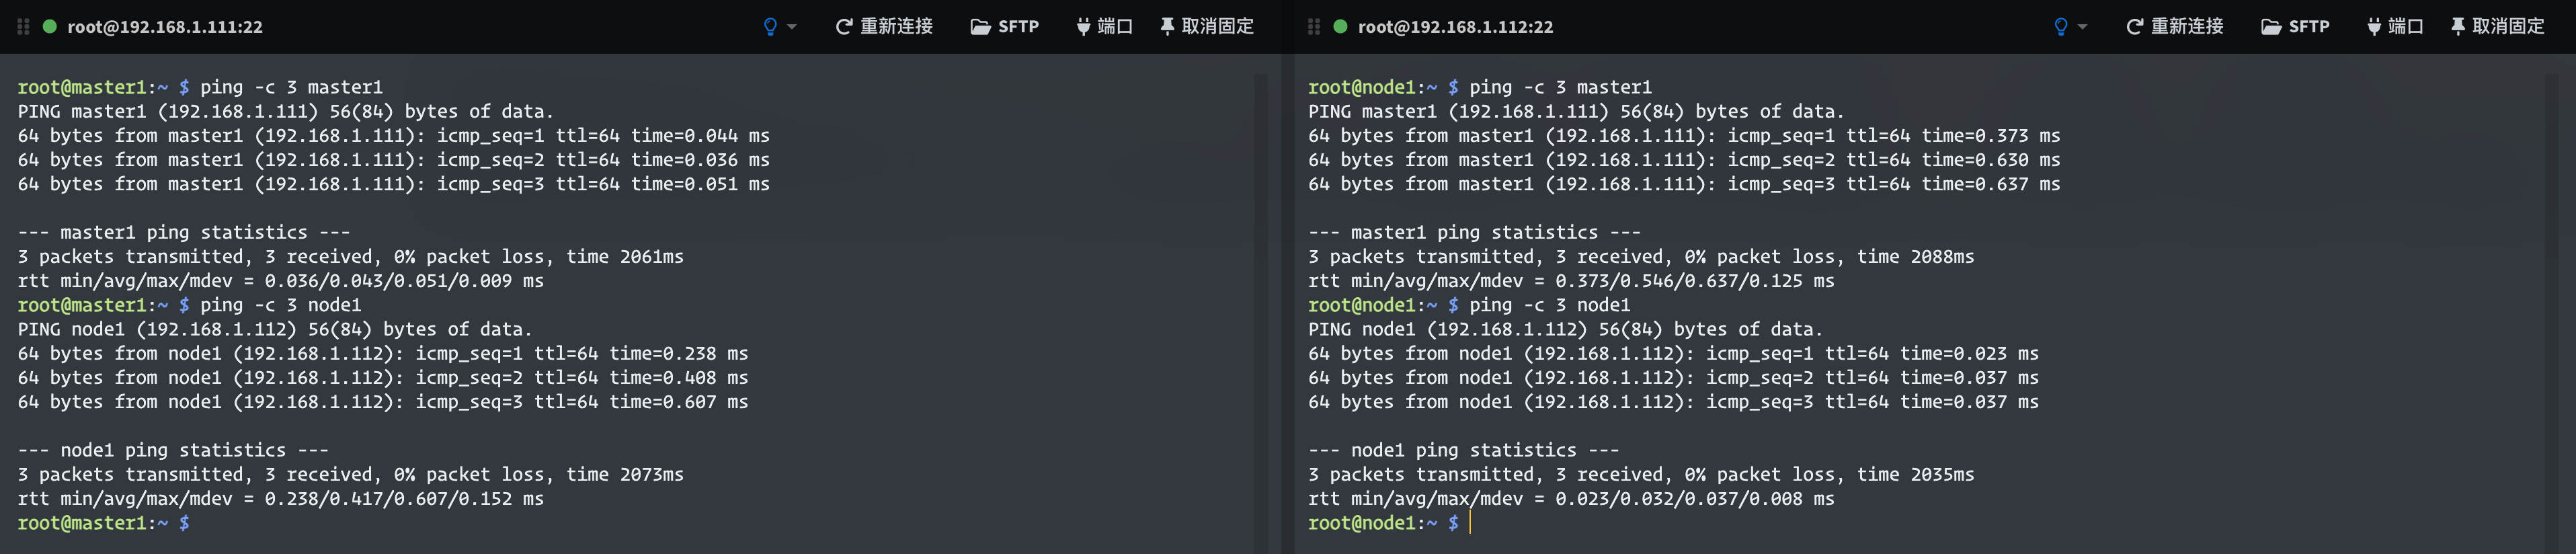 root@192.168.1.111:22
重新连接 SFTP 端口 取消固定
root@master1:~ $ ping -c 3 master1
PING master1 (192.168.1.111) 56(84) bytes of data.
64 bytes from master1 (192.168.1.111): icmp_seq=1 ttl=64 time=0.044 ms
64 bytes from master1 (192.168.1.111): icmp_seq=2 ttl=64 time=0.036 ms
64 bytes from master1 (192.168.1.111): icmp_seq=3 ttl=64 time=0.051 ms
--- master1 ping statistics ---
3 packets transmitted, 3 received, 0% packet loss, time 2061ms
rtt min/avg/max/mdev = 0.036/0.043/0.051/0.009 ms
root@master1:~ $ ping -c 3 node1
PING node1 (192.168.1.112) 56(84) bytes of data.
64 bytes from node1 (192.168.1.112): icmp_seq=1 ttl=64 time=0.238 ms
64 bytes from node1 (192.168.1.112): icmp_seq=2 ttl=64 time=0.408 ms
64 bytes from node1 (192.168.1.112): icmp_seq=3 ttl=64 time=0.607 ms
--- node1 ping statistics ---
3 packets transmitted, 3 received, 0% packet loss, time 2073ms
rtt min/avg/max/mdev = 0.238/0.417/0.607/0.152 ms
root@master1:~ $
root@192.168.1.112:22
重新连接 SFTP 端口 取消固定
root@node1:~ $ ping -c 3 master1
PING master1 (192.168.1.111) 56(84) bytes of data.
64 bytes from master1 (192.168.1.111): icmp_seq=1 ttl=64 time=0.373 ms
64 bytes from master1 (192.168.1.111): icmp_seq=2 ttl=64 time=0.630 ms
64 bytes from master1 (192.168.1.111): icmp_seq=3 ttl=64 time=0.637 ms
--- master1 ping statistics ---
3 packets transmitted, 3 received, 0% packet loss, time 2088ms
rtt min/avg/max/mdev = 0.373/0.546/0.637/0.125 ms
root@node1:~ $ ping -c 3 node1
PING node1 (192.168.1.112) 56(84) bytes of data.
64 bytes from node1 (192.168.1.112): icmp_seq=1 ttl=64 time=0.023 ms
64 bytes from node1 (192.168.1.112): icmp_seq=2 ttl=64 time=0.037 ms
64 bytes from node1 (192.168.1.112): icmp_seq=3 ttl=64 time=0.037 ms
--- node1 ping statistics ---
3 packets transmitted, 3 received, 0% packet loss, time 2035ms
rtt min/avg/max/mdev = 0.023/0.032/0.037/0.008 ms
root@node1:~ $